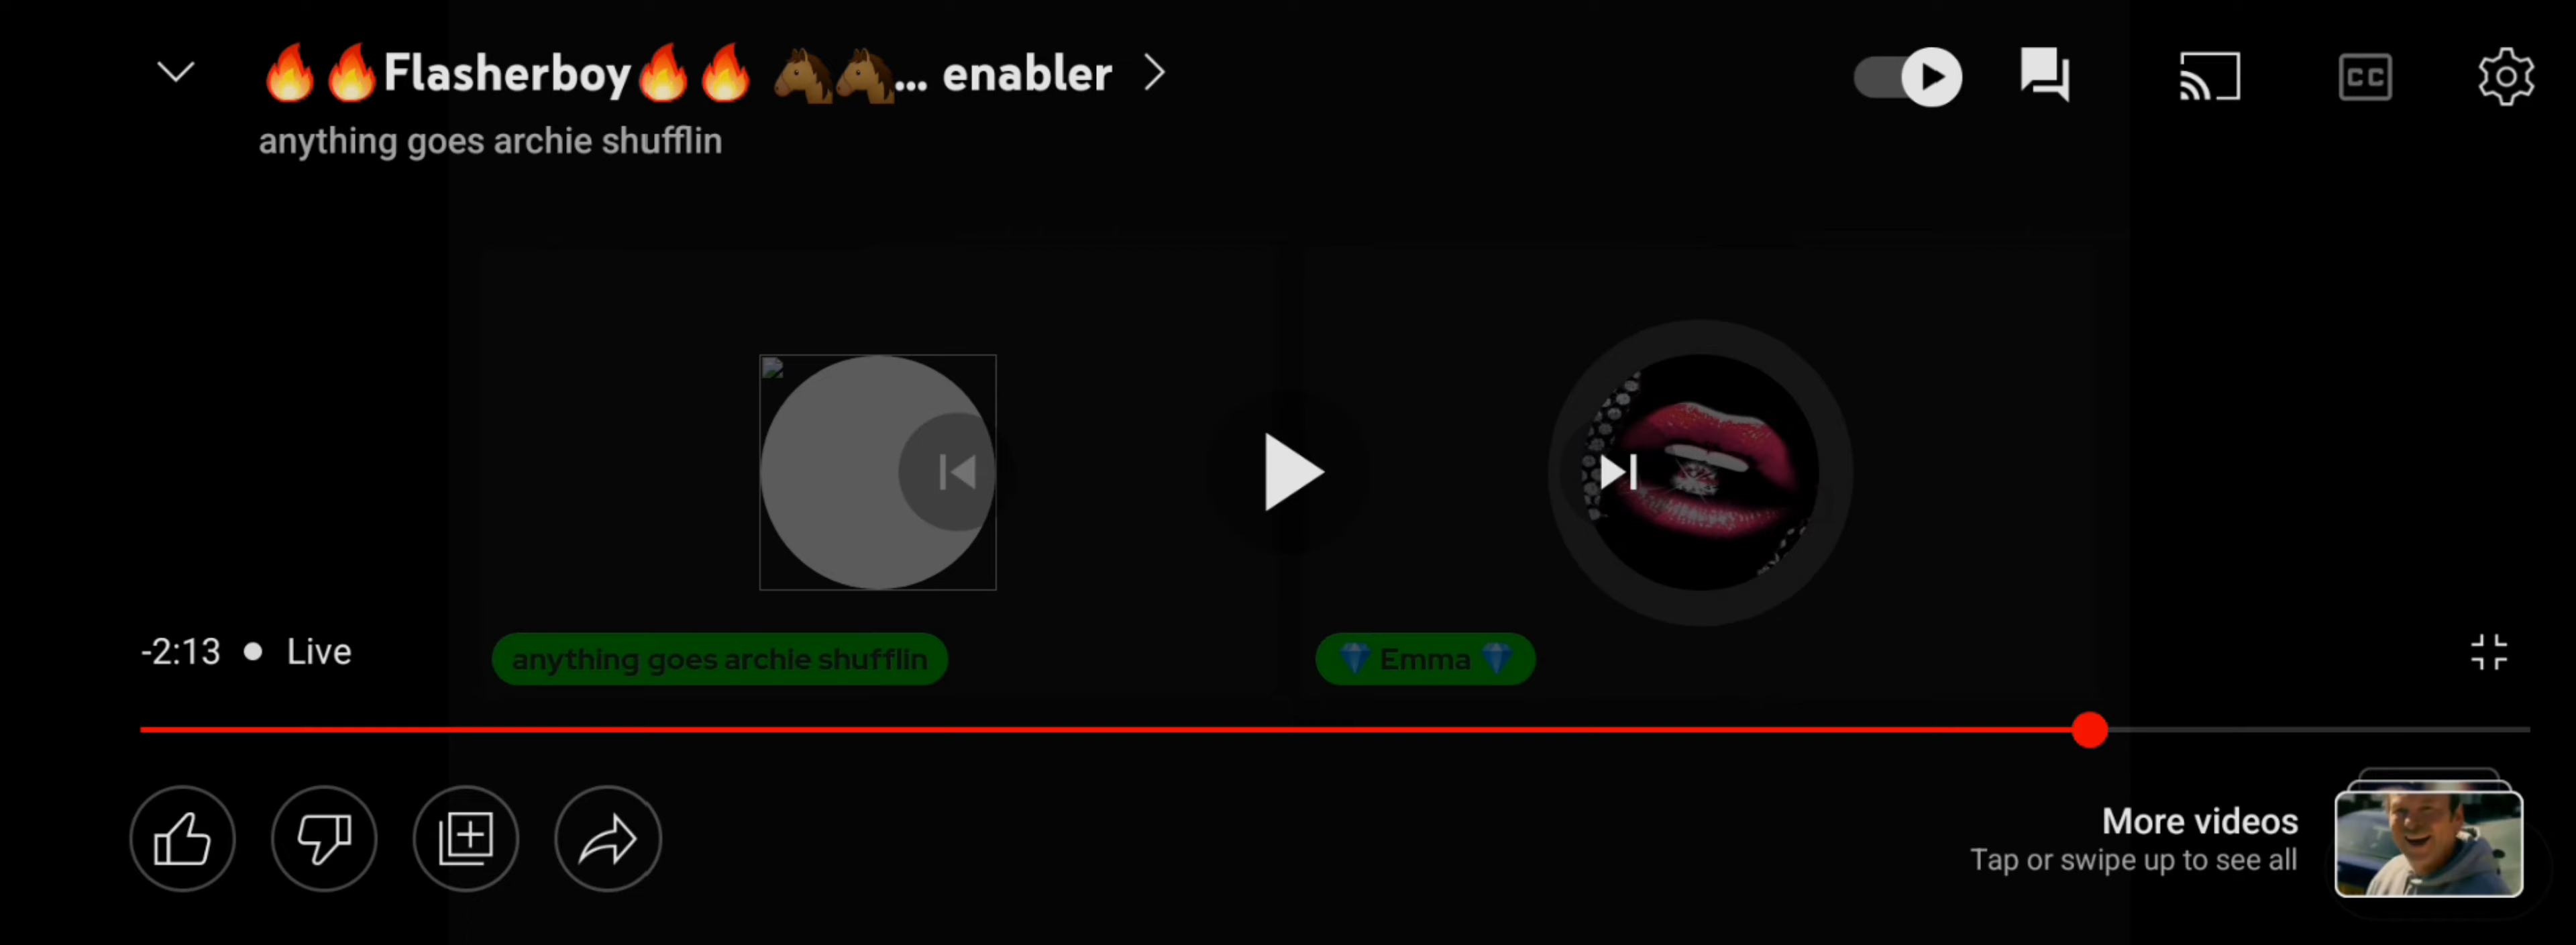 🔥🔥Flasherboy🔥🔥 🐴🐴... enabler
anything goes archie shufflin
CC
-2:13 • Live
anything goes archie shufflin
💎 Emma 💎
More videos
Tap or swipe up to see all